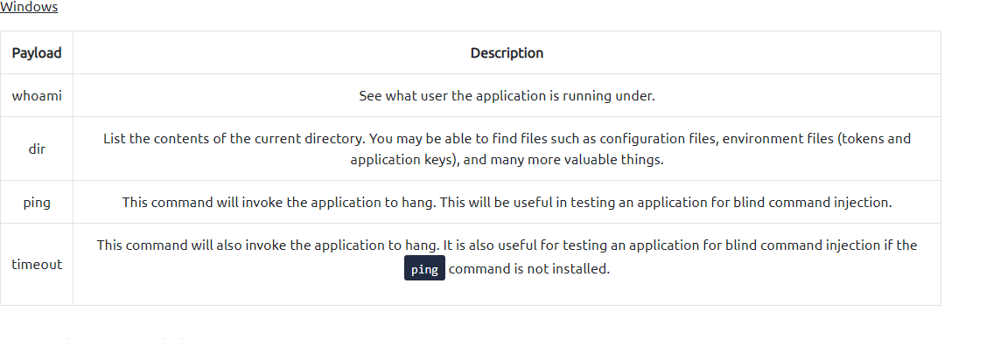 Windows
Payload Description
whoami See what user the application is running under.
dir List the contents of the current directory. You may be able to find files such as configuration files, environment files (tokens and
application keys), and many more valuable things.
ping This command will invoke the application to hang. This will be useful in testing an application for blind command injection.
timeout This command will also invoke the application to hang. It is also useful for testing an application for blind command injection if the
ping command is not installed.